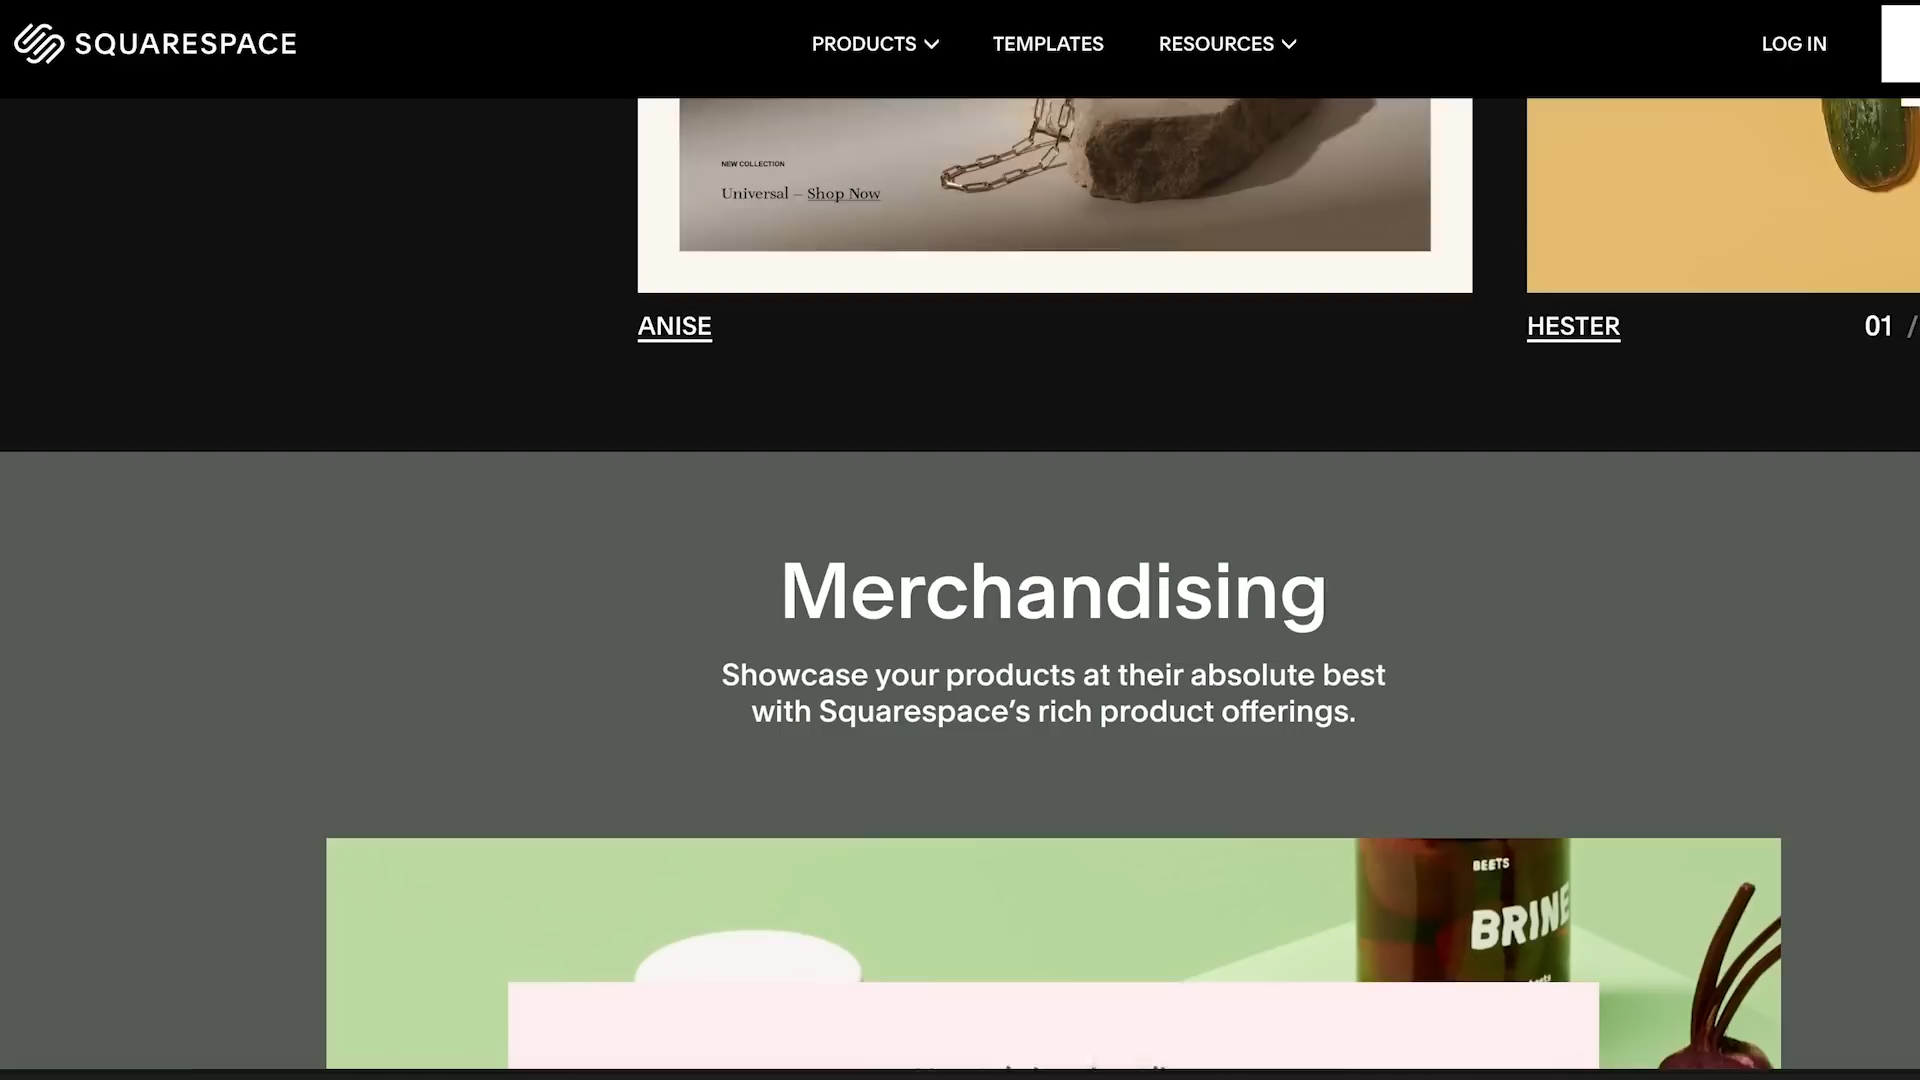 SQUARESPACE
PRODUCTS
TEMPLATES
RESOURCES
LOG IN
NEW COLLECTION
Universal – Shop Now
ANISE
HESTER
01 /
Merchandising
Showcase your products at their absolute best
with Squarespace’s rich product offerings.
BEETS
BRINE